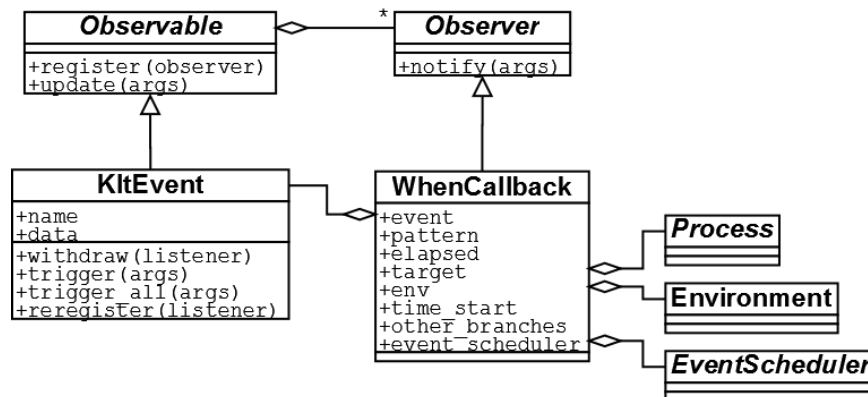 Observable
+register(observer)
+update(args)
*
Observer
+notify(args)
KltEvent
+name
+data
+withdraw(listener)
+trigger(args)
+trigger_all(args)
+reregister(listener)
WhenCallback
+event
+pattern
+elapsed
+target
+env
+time_start
+other_branches
+event_scheduler
Process
Environment
EventScheduler